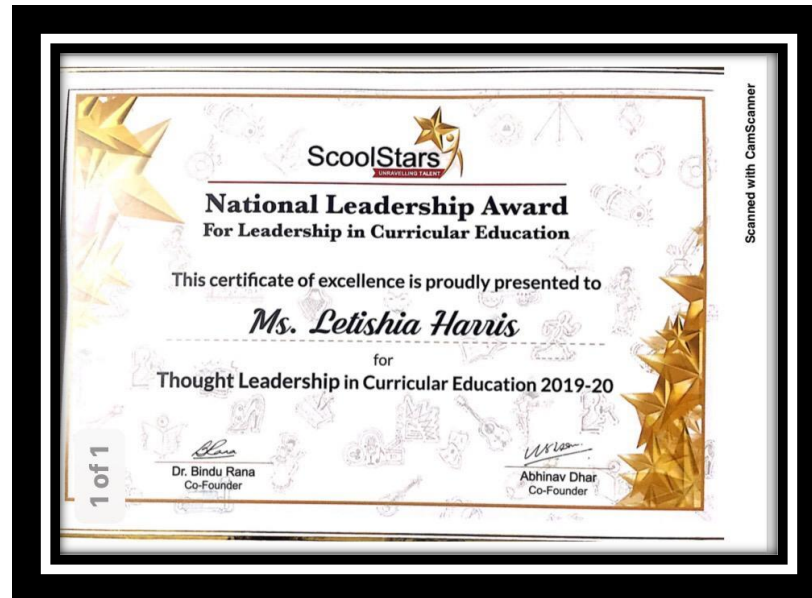 ScoolStars
UNRAVELLING TALENT
National Leadership Award
For Leadership in Curricular Education
This certificate of excellence is proudly presented to
Ms. Letishia Harris
for
Thought Leadership in Curricular Education 2019-20
Dr. Bindu Rana
Co-Founder
Abhinav Dhar
Co-Founder
1 of 1
Scanned with CamScanner